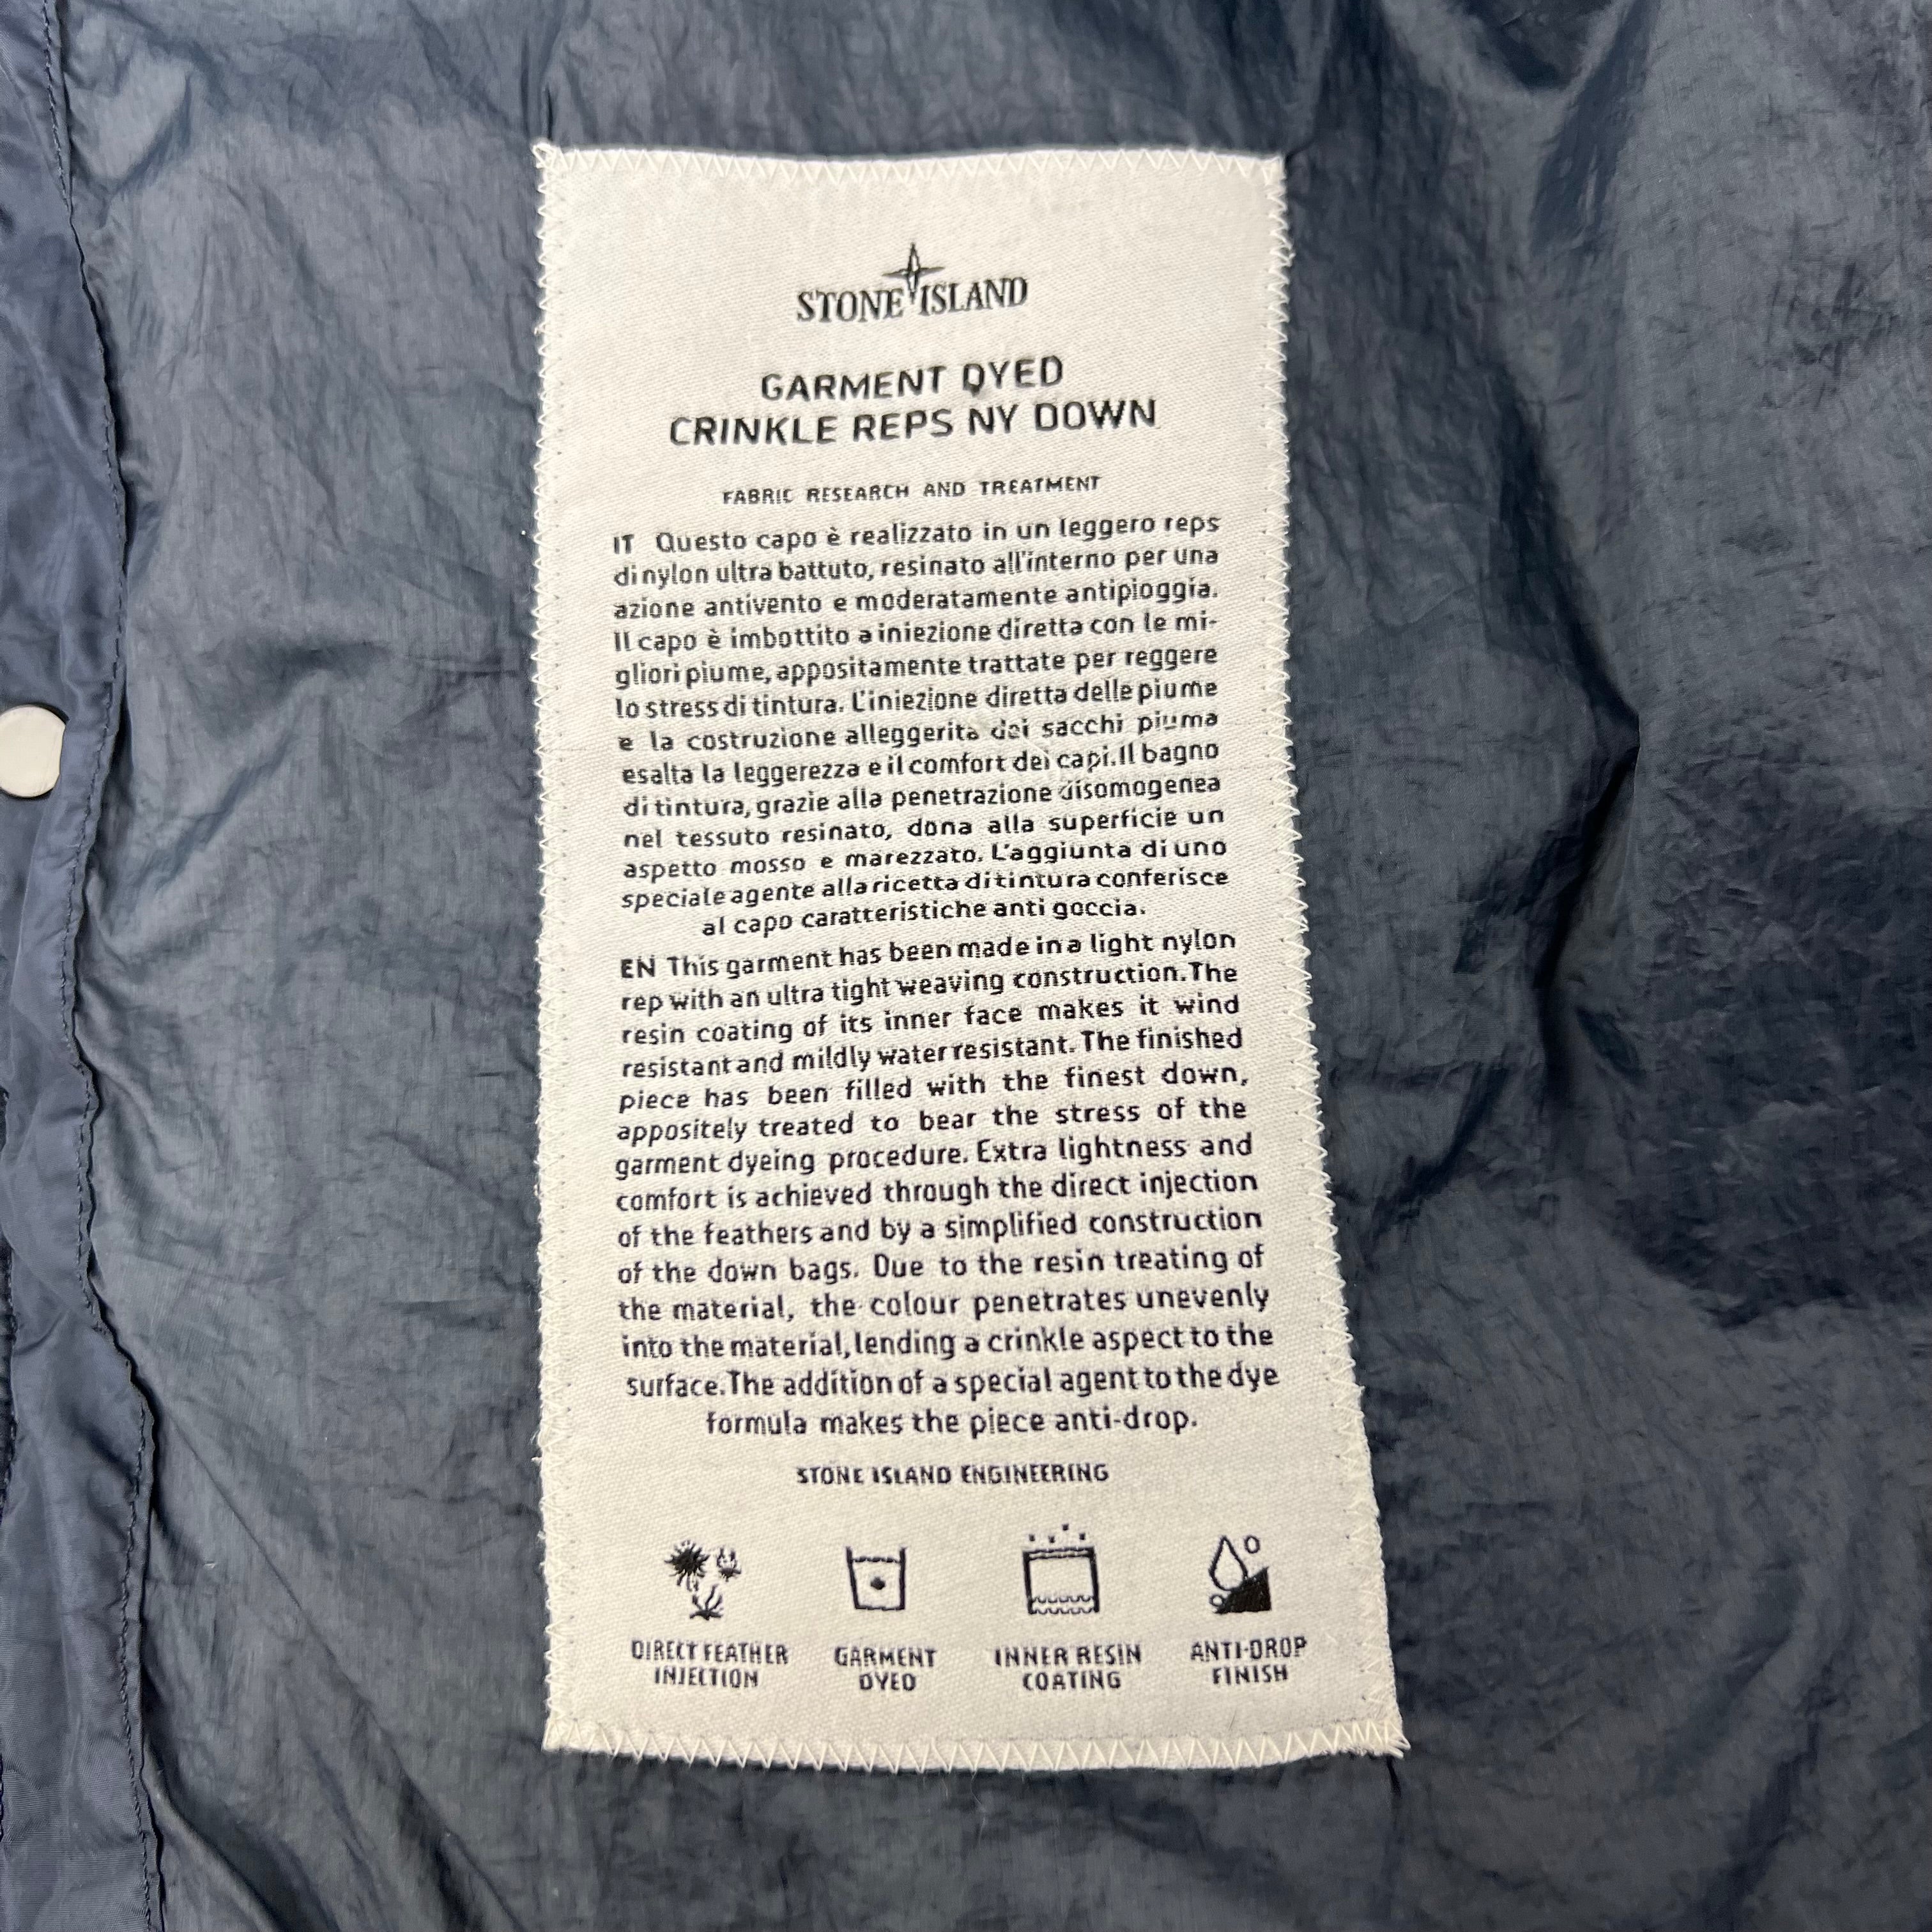 STONE ISLAND
GARMENT DYED
CRINKLE REPS NY DOWN
FABRIC RESEARCH AND TREATMENT
IT Questo capo è realizzato in un leggero reps
di nylon ultra battuto, resinato all'interno per una
azione antivento e moderatamente antipioggia.
Il capo è imbottito a iniezione diretta con le mi-
gliori piume, appositamente trattate per reggere
lo stress di tintura. L'iniezione diretta delle piume
e la costruzione alleggerita dei sacchi piuma
esalta la leggerezza e il comfort dei capi. Il bagno
di tintura, grazie alla penetrazione disomogenea
nel tessuto resinato, dona alla superficie un
aspetto mosso e marezzato. L'aggiunta di uno
speciale agente alla ricetta di tintura conferisce
al capo caratteristiche anti goccia.
EN This garment has been made in a light nylon
rep with an ultra tight weaving construction. The
resin coating of its inner face makes it wind
resistant and mildly water resistant. The finished
piece has been filled with the finest down,
appositely treated to bear the stress of the
garment dyeing procedure. Extra lightness and
comfort is achieved through the direct injection
of the feathers and by a simplified construction
of the down bags. Due to the resin treating of
the material, the colour penetrates unevenly
into the material, lending a crinkle aspect to the
surface. The addition of a special agent to the dye
formula makes the piece anti-drop.
STONE ISLAND ENGINEERING
DIRECT FEATHER
INJECTION
GARMENT
DYED
INNER RESIN
COATING
ANTI-DROP
FINISH